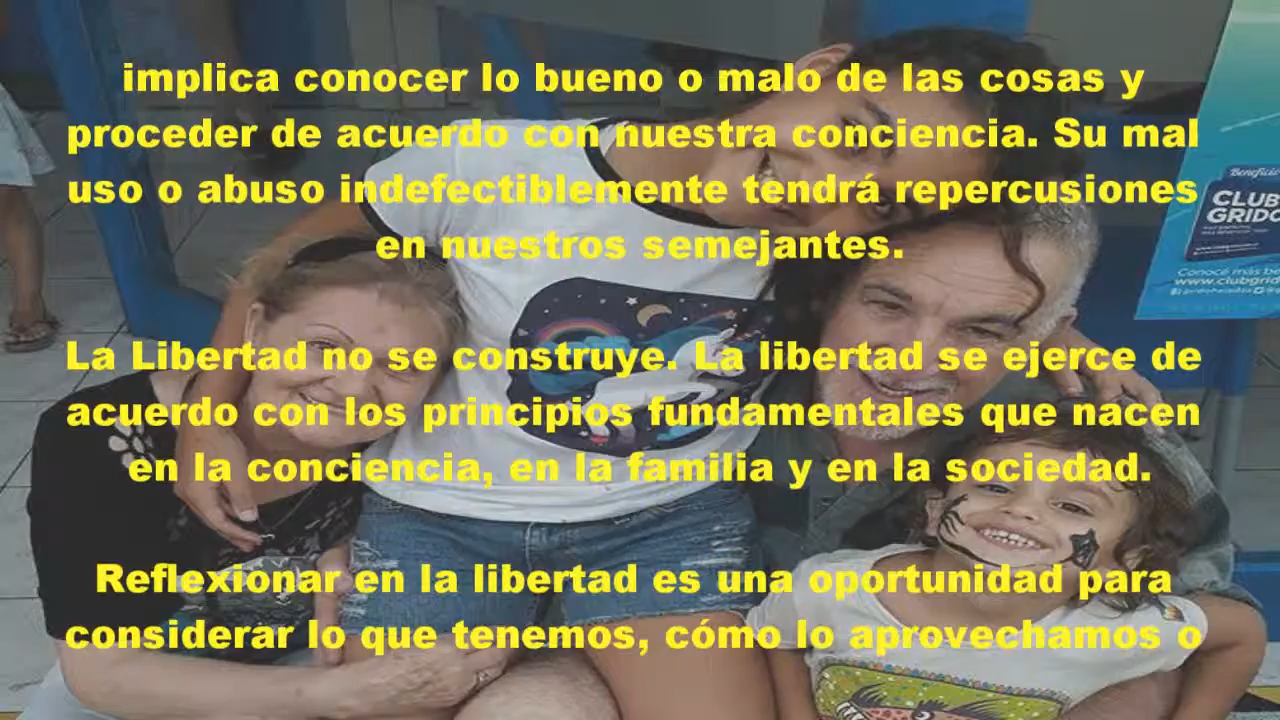 implica conocer lo bueno o malo de las cosas y
proceder de acuerdo con nuestra conciencia. Su mal
uso o abuso indefectiblemente tendrá repercusiones
en nuestros semejantes.
La Libertad no se construye. La libertad se ejerce de
acuerdo con los principios fundamentales que nacen
en la conciencia, en la familia y en la sociedad.
Reflexionar en la libertad es una oportunidad para
considerar lo que tenemos, cómo lo aprovechamos o
CLUB
GRIDO
Conocé más be
www.clubgrid